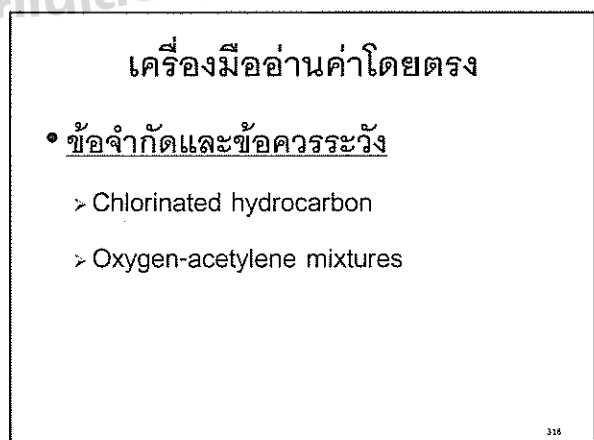 เครื่องมืออ่านค่าโดยตรง
• ข้อจำกัดและข้อควรระวัง
➢ Chlorinated hydrocarbon
➢ Oxygen-acetylene mixtures
316